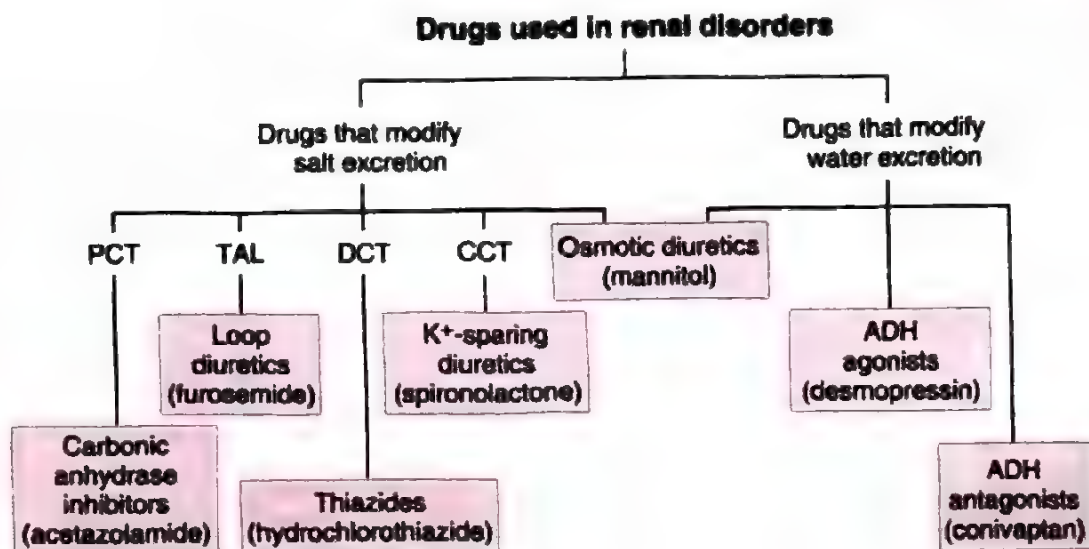 Drugs used in renal disorders
Drugs that modify
salt excretion
Drugs that modify
water excretion
PCT
TAL
DCT
CCT
Osmotic diuretics
(mannitol)
Loop
diuretics
(furosemide)
K+-sparing
diuretics
(spironolactone)
ADH
agonists
(desmopressin)
Carbonic
anhydrase
inhibitors
(acetazolamide)
Thiazides
(hydrochlorothiazide)
ADH
antagonists
(conivaptan)